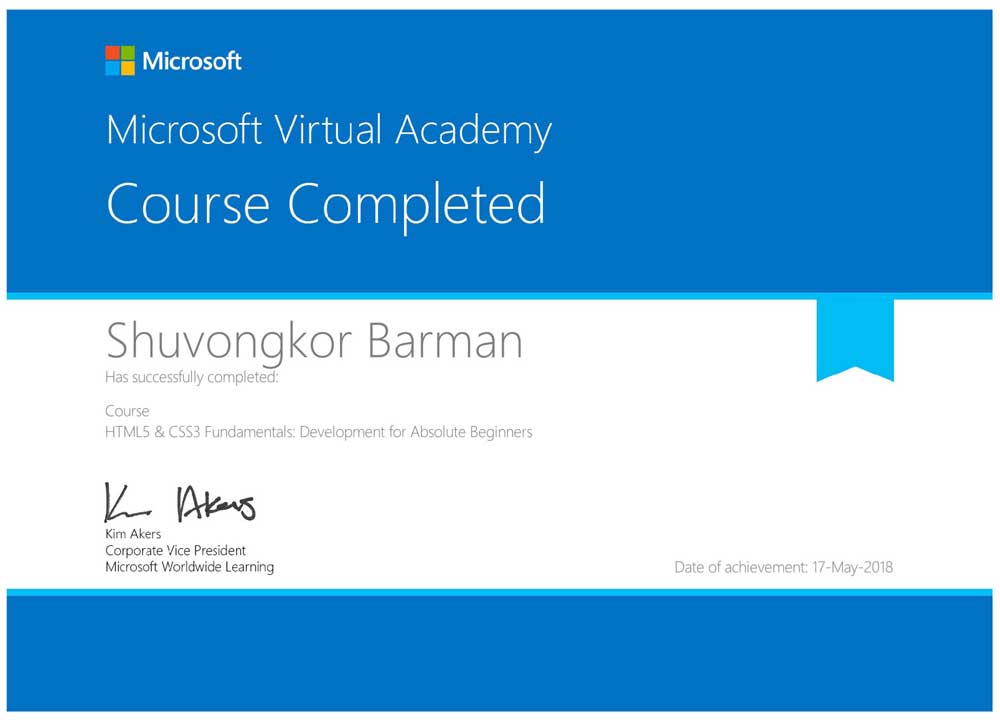 Microsoft
Microsoft Virtual Academy
Course Completed
Shuvongkor Barman
Has successfully completed:
Course
HTML5 & CSS3 Fundamentals: Development for Absolute Beginners
Kim Akers
Kim Akers
Corporate Vice President
Microsoft Worldwide Learning
Date of achievement: 17-May-2018